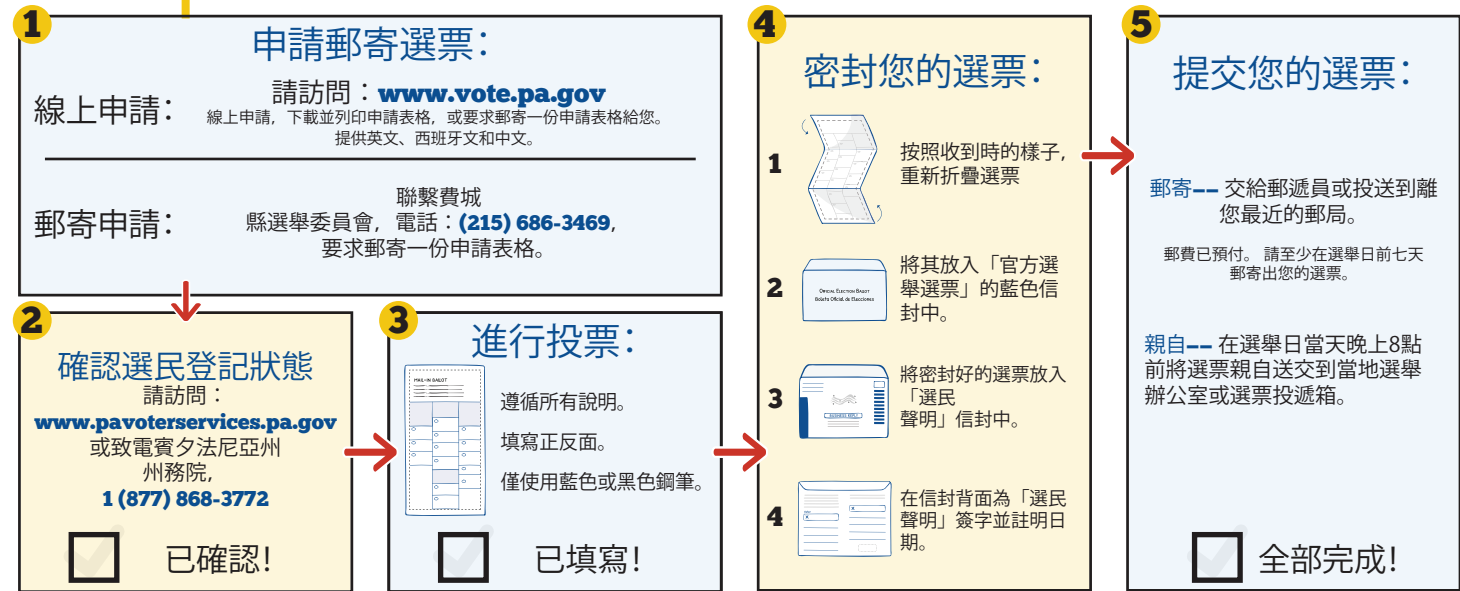 1
申請郵寄選票：
線上申請：
請訪問：www.vote.pa.gov
線上申請，下載並列印申請表格，或要求郵寄一份申請表格給您。
提供英文、西班牙文和中文。
郵寄申請：
聯繫費城
縣選舉委員會，電話：(215) 686-3469，
要求郵寄一份申請表格。
2
確認選民登記狀態
請訪問：
www.pavoterservices.pa.gov
或致電賓夕法尼亞州
州務院，
1 (877) 868-3772
已確認！
3
進行投票：
MAIL-IN BALLOT
遵循所有說明。
填寫正反面。
僅使用藍色或黑色鋼筆。
已填寫！
4
密封您的選票：
1
按照收到時的樣子，
重新折疊選票
2
Official Election Ballot
Boleta Oficial de Elecciones
將其放入「官方選
舉選票」的藍色信
封中。
3
將密封好的選票放入
「選民
聲明」信封中。
4
在信封背面為「選民
聲明」簽字並註明日
期。
5
提交您的選票：
郵寄–– 交給郵遞員或投送到離
您最近的郵局。
郵費已預付。 請至少在選舉日前七天
郵寄出您的選票。
親自–– 在選舉日當天晚上8點
前將選票親自送交到當地選舉
辦公室或選票投遞箱。
全部完成！